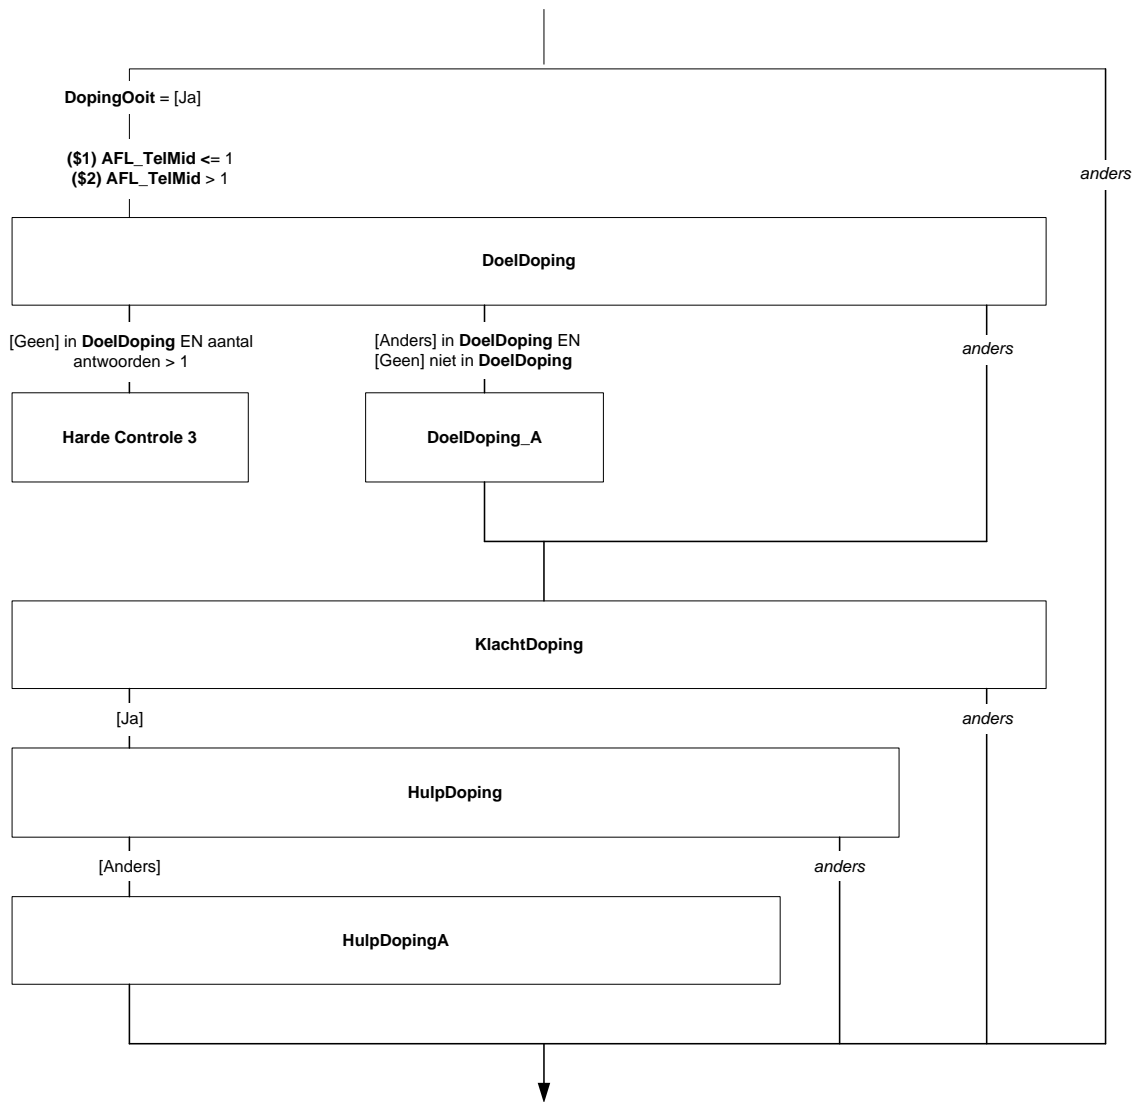 DopingOoit = [Ja]
($1) AFL_TelMid <= 1
($2) AFL_TelMid > 1
anders
DoelDoping
[Geen] in DoelDoping EN aantal
antwoorden > 1
[Anders] in DoelDoping EN
[Geen] niet in DoelDoping
anders
Harde Controle 3
DoelDoping_A
KlachtDoping
[Ja]
anders
HulpDoping
[Anders]
anders
HulpDopingA